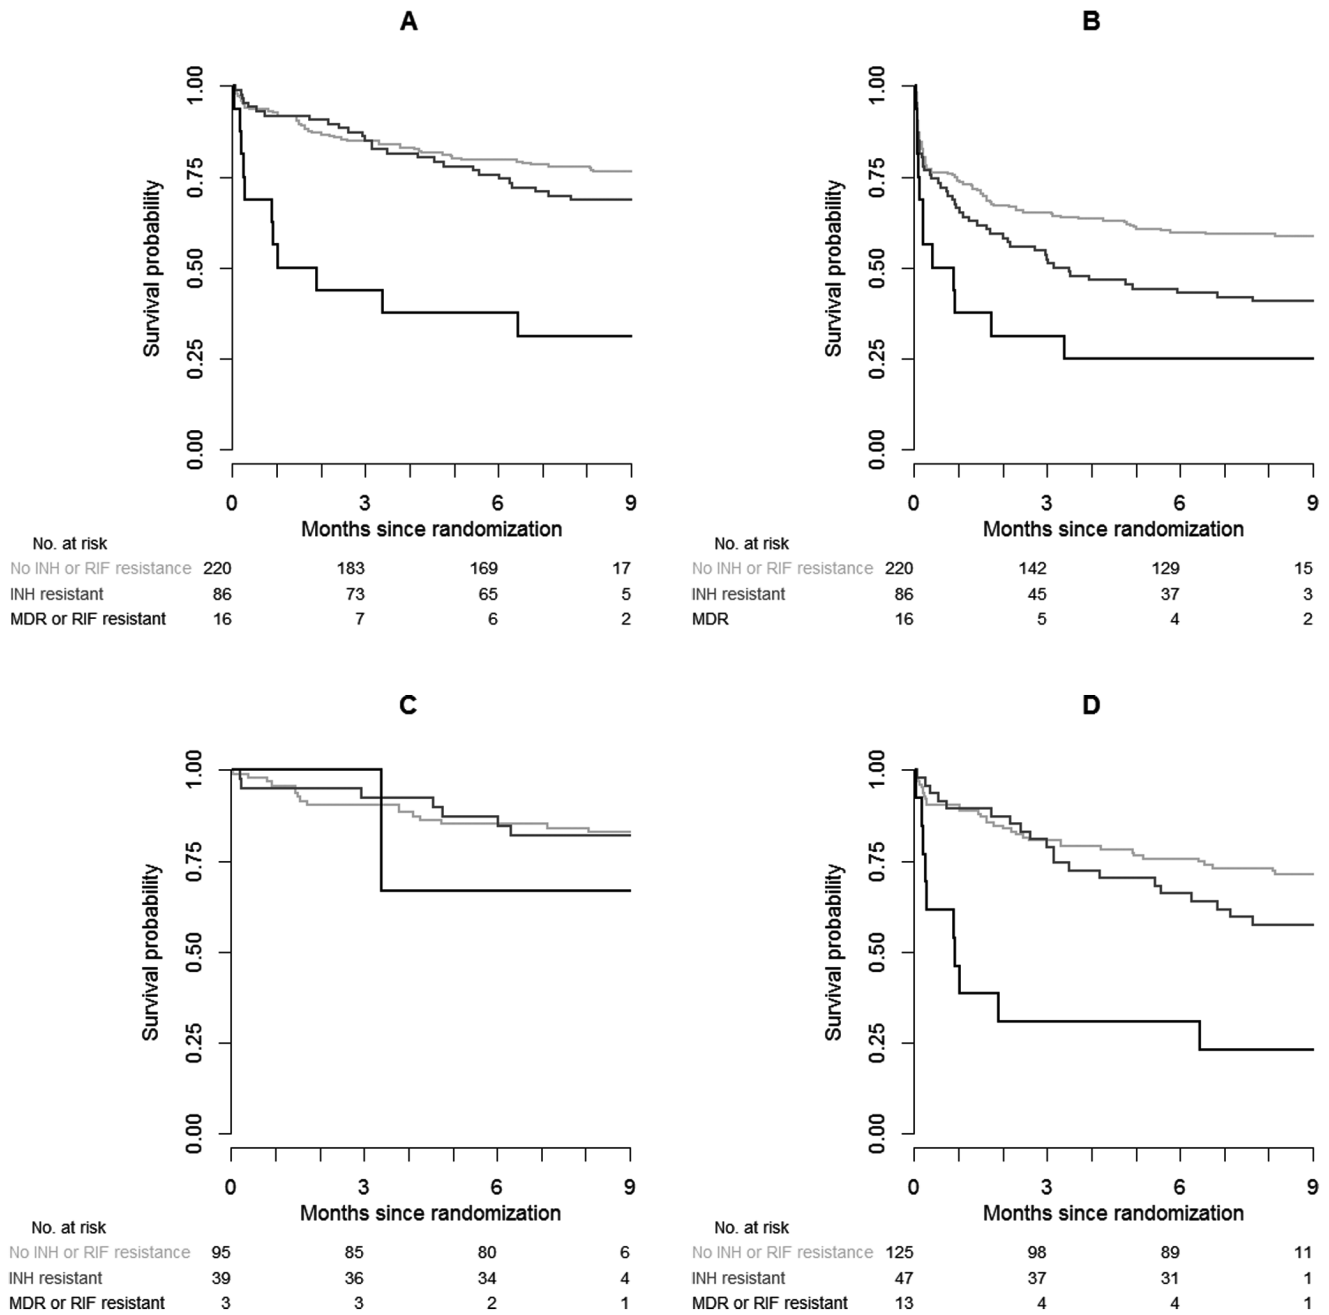 A
Survival probability
1.00
0.75
0.50
0.25
0.00
0 3 6 9
Months since randomization
No. at risk
No INH or RIF resistance 220 183 169 17
INH resistant 86 73 65 5
MDR or RIF resistant 16 7 6 2
B
Survival probability
1.00
0.75
0.50
0.25
0.00
0 3 6 9
Months since randomization
No. at risk
No INH or RIF resistance 220 142 129 15
INH resistant 86 45 37 3
MDR 16 5 4 2
C
Survival probability
1.00
0.75
0.50
0.25
0.00
0 3 6 9
Months since randomization
No. at risk
No INH or RIF resistance 95 85 80 6
INH resistant 39 36 34 4
MDR or RIF resistant 3 3 2 1
D
Survival probability
1.00
0.75
0.50
0.25
0.00
0 3 6 9
Months since randomization
No. at risk
No INH or RIF resistance 125 98 89 11
INH resistant 47 37 31 1
MDR or RIF resistant 13 4 4 1